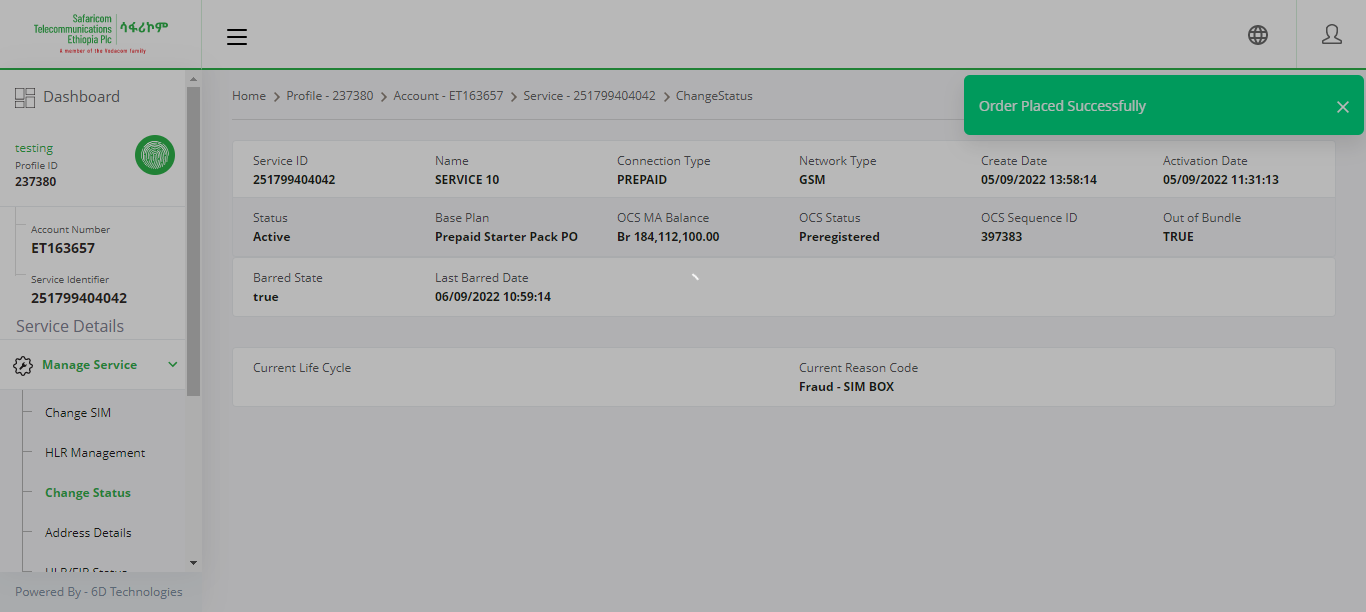 Safaricom
Telecommunications
Ethiopia Plc
ሳፋሪኮም
A member of the Vodacom family
Dashboard
testing
Profile ID
237380
Account Number
ET163657
Service Identifier
251799404042
Service Details
Manage Service
Change SIM
HLR Management
Change Status
Address Details
HLR/EIR Status
Powered By - 6D Technologies
Home > Profile - 237380 > Account - ET163657 > Service - 251799404042 > ChangeStatus
Order Placed Successfully
Service ID Name Connection Type Network Type Create Date Activation Date
251799404042 SERVICE 10 PREPAID GSM 05/09/2022 13:58:14 05/09/2022 11:31:13
Status Base Plan OCS MA Balance OCS Status OCS Sequence ID Out of Bundle
Active Prepaid Starter Pack PO Br 184,112,100.00 Preregistered 397383 TRUE
Barred State Last Barred Date
true 06/09/2022 10:59:14
Current Life Cycle Current Reason Code
Fraud - SIM BOX